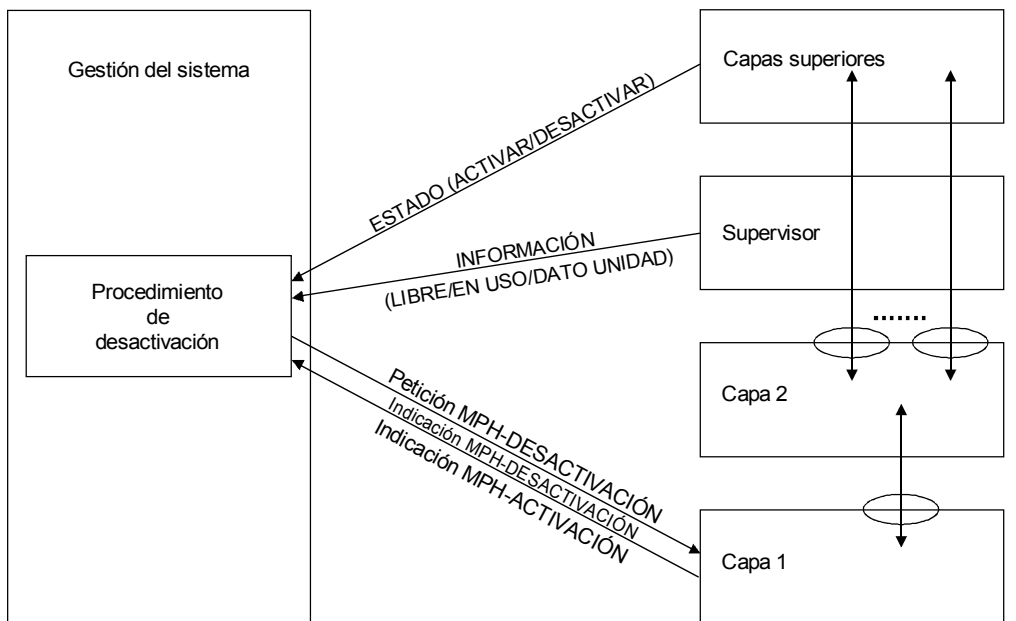 Gestión del sistema
Capas superiores
ESTADO (ACTIVAR/DESACTIVAR)
Supervisor
INFORMACIÓN
(LIBRE/EN USO/DATO UNIDAD)
Procedimiento
de
desactivación
Petición MPH-DESACTIVACIÓN
Indicación MPH-DESACTIVACIÓN
Indicación MPH-ACTIVACIÓN
Capa 2
Capa 1